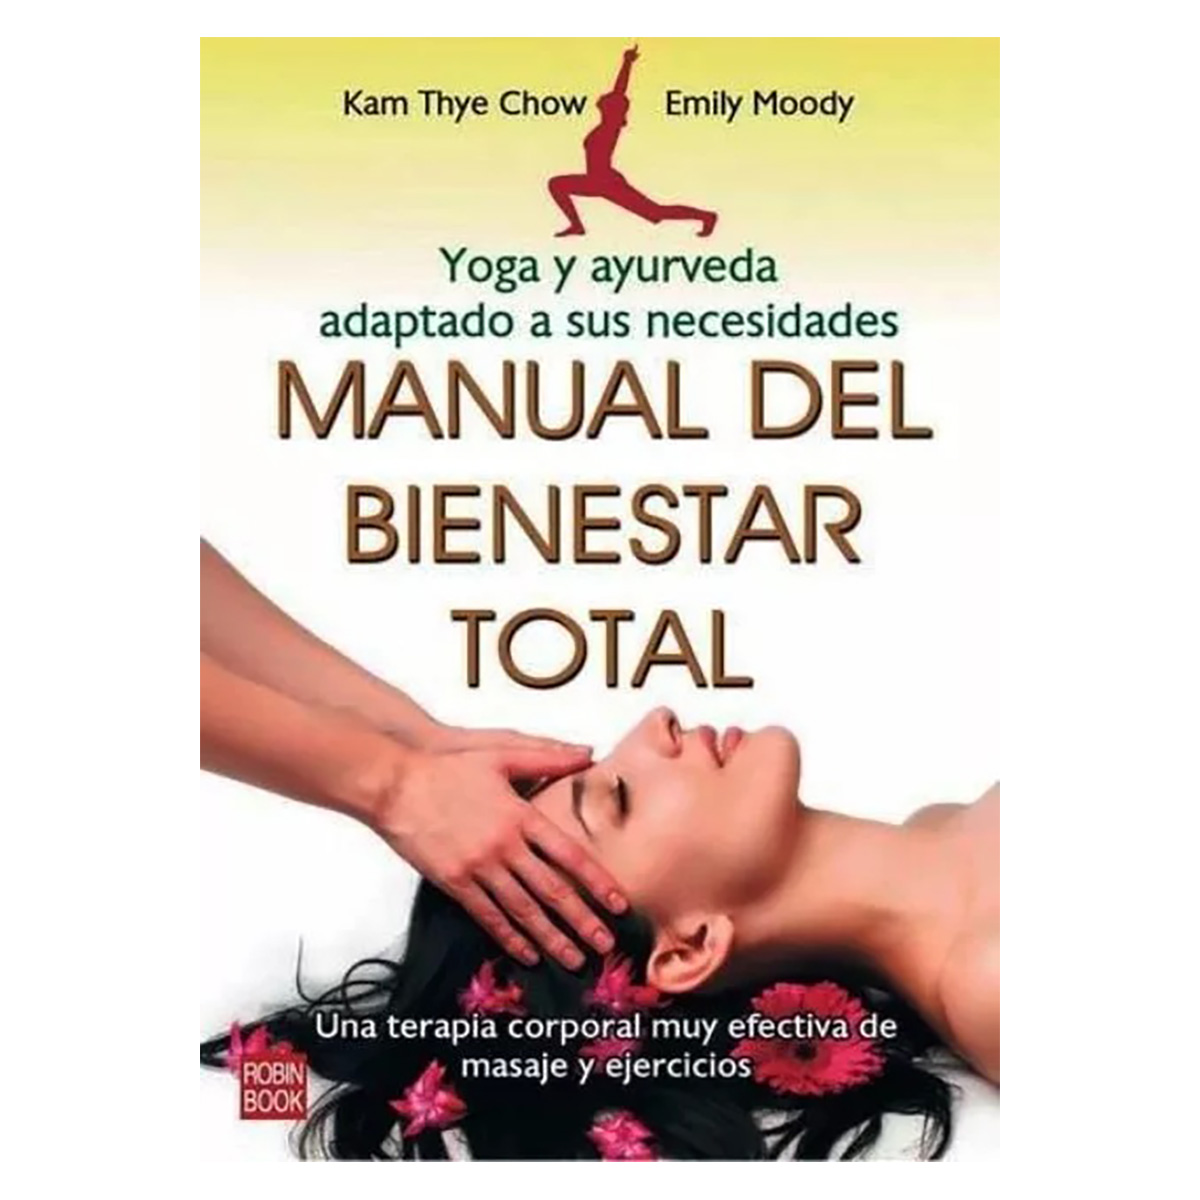 Kam Thye Chow Emily Moody
Yoga y ayurveda
adaptado a sus necesidades
MANUAL DEL
BIENESTAR
TOTAL
Una terapia corporal muy efectiva de
masaje y ejercicios
ROBIN
BOOK